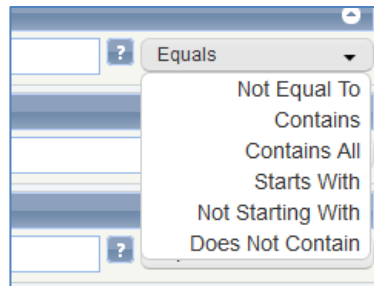 ? Equals
Not Equal To
Contains
Contains All
Starts With
Not Starting With
? Does Not Contain